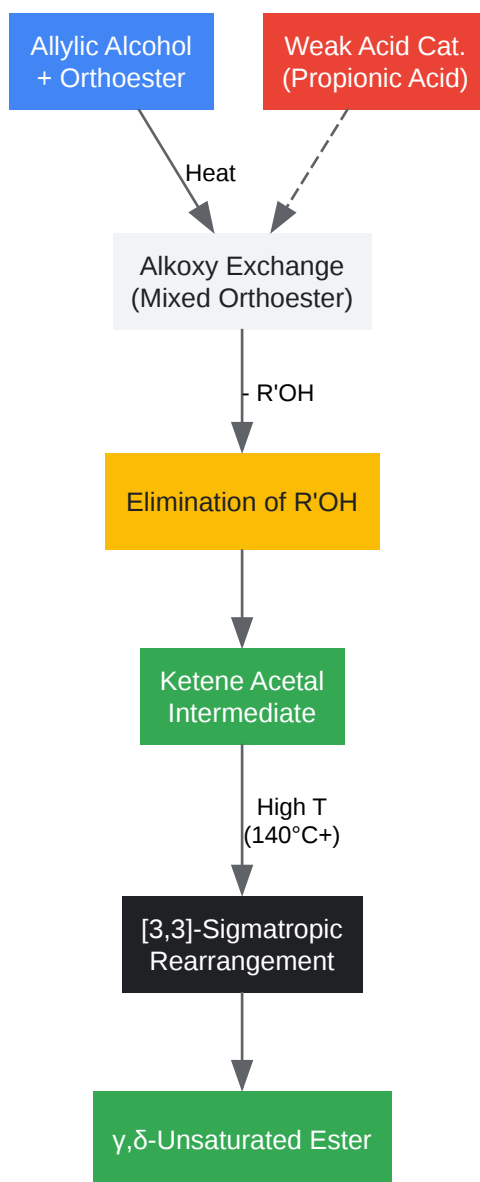 Allylic Alcohol
+ Orthoester
Weak Acid Cat.
(Propionic Acid)
Heat
Alkoxy Exchange
(Mixed Orthoester)
- R'OH
Elimination of R'OH
Ketene Acetal
Intermediate
High T
(140°C+)
[3,3]-Sigmatropic
Rearrangement
γ,δ-Unsaturated Ester